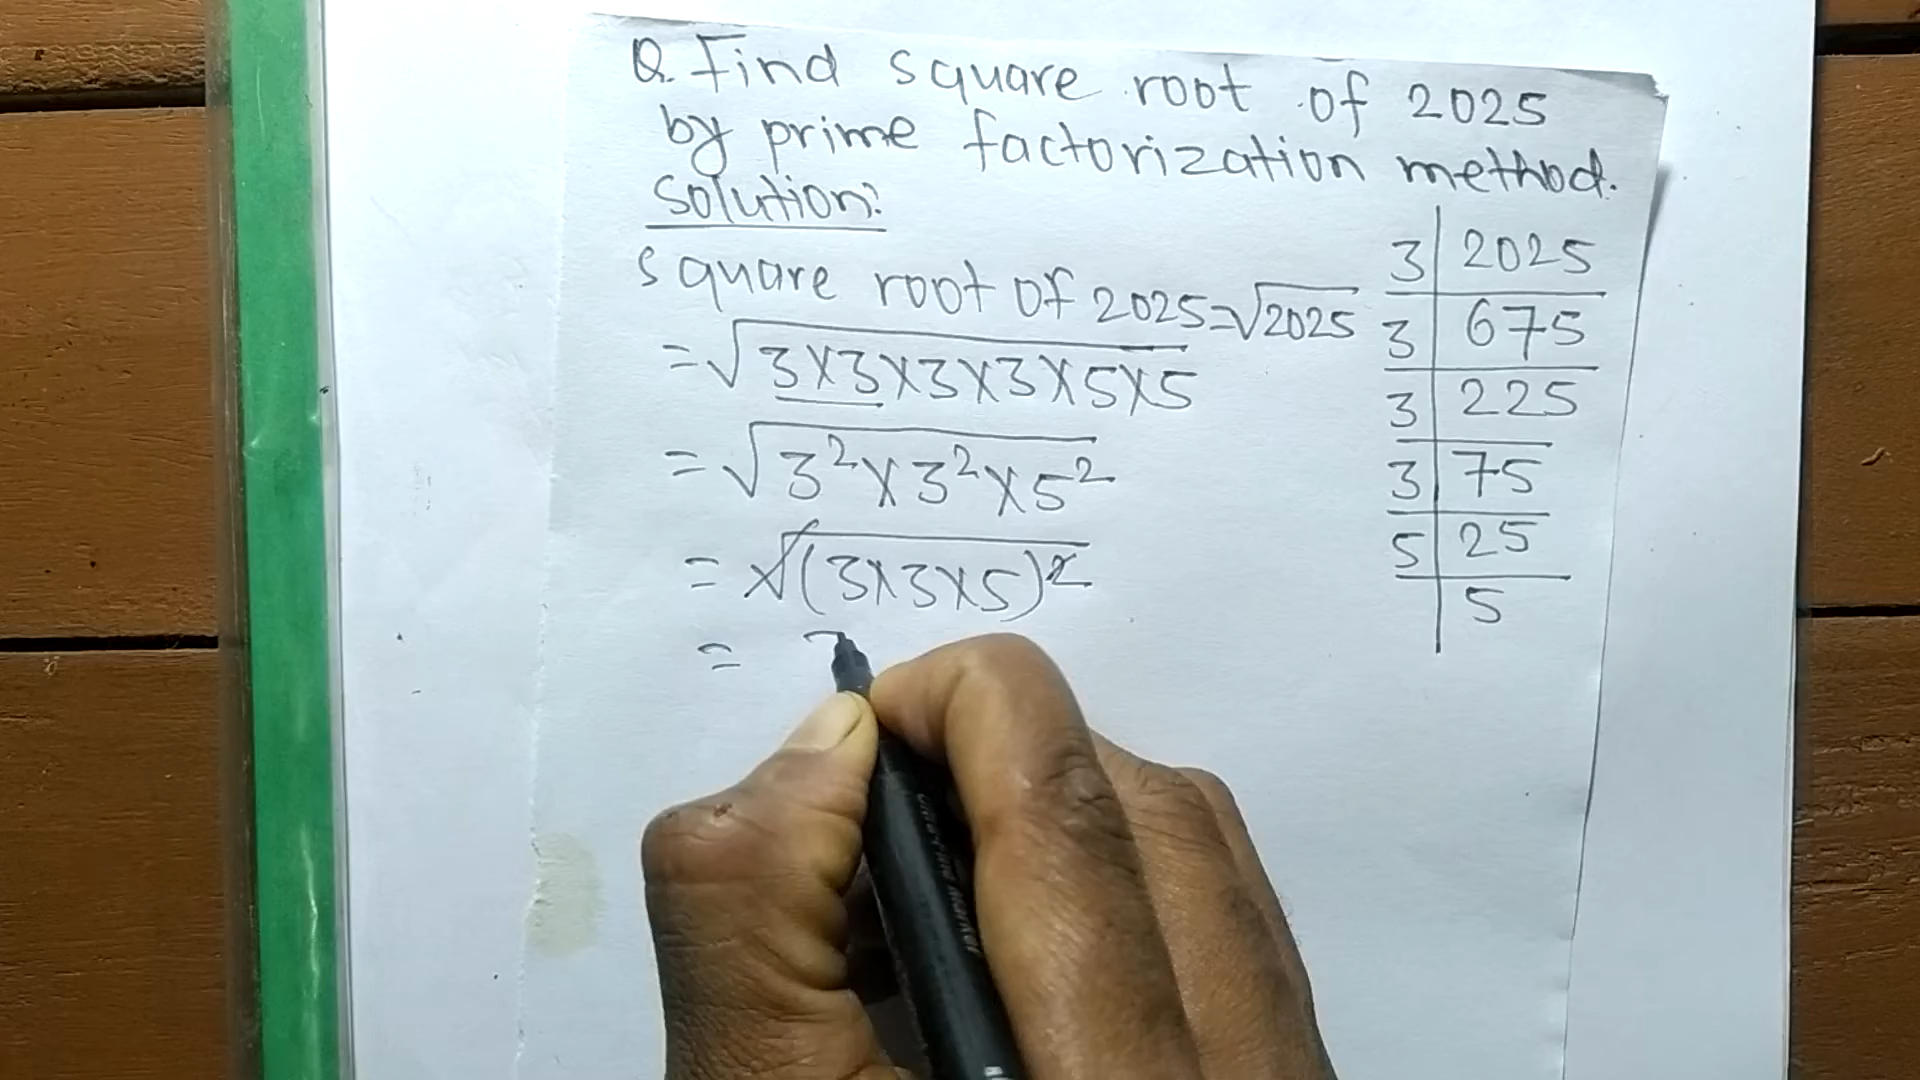 Q. Find square root of 2025
by prime factorization method.
solution:
square root of 2025=√2025
=√3×3×3×3×5×5
=√3²×3²×5²
=√(3×3×5)²
=
3|2025
3|675
3|225
3|75
5|25
|5